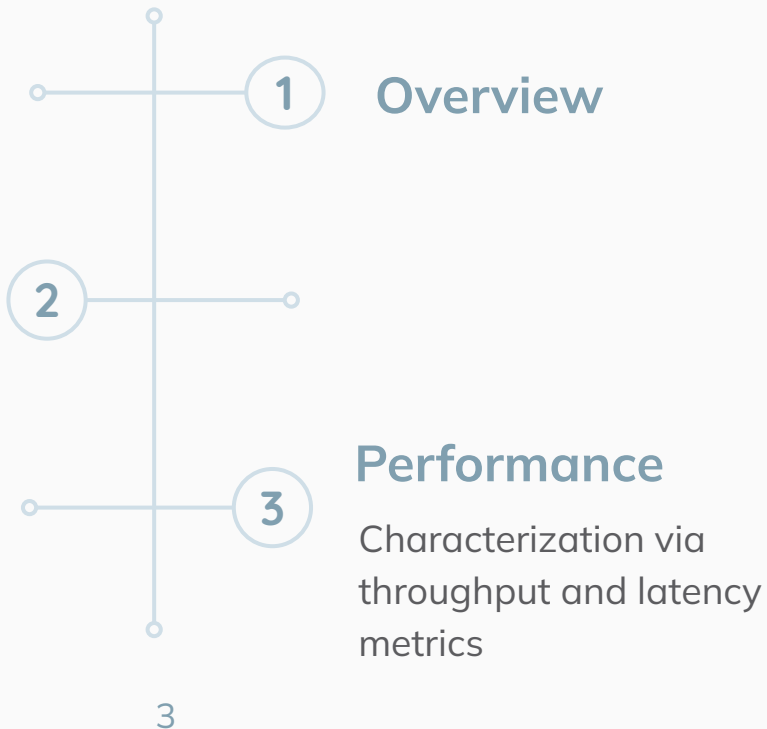 1
Overview
2
3
Performance
Characterization via
throughput and latency
metrics
3